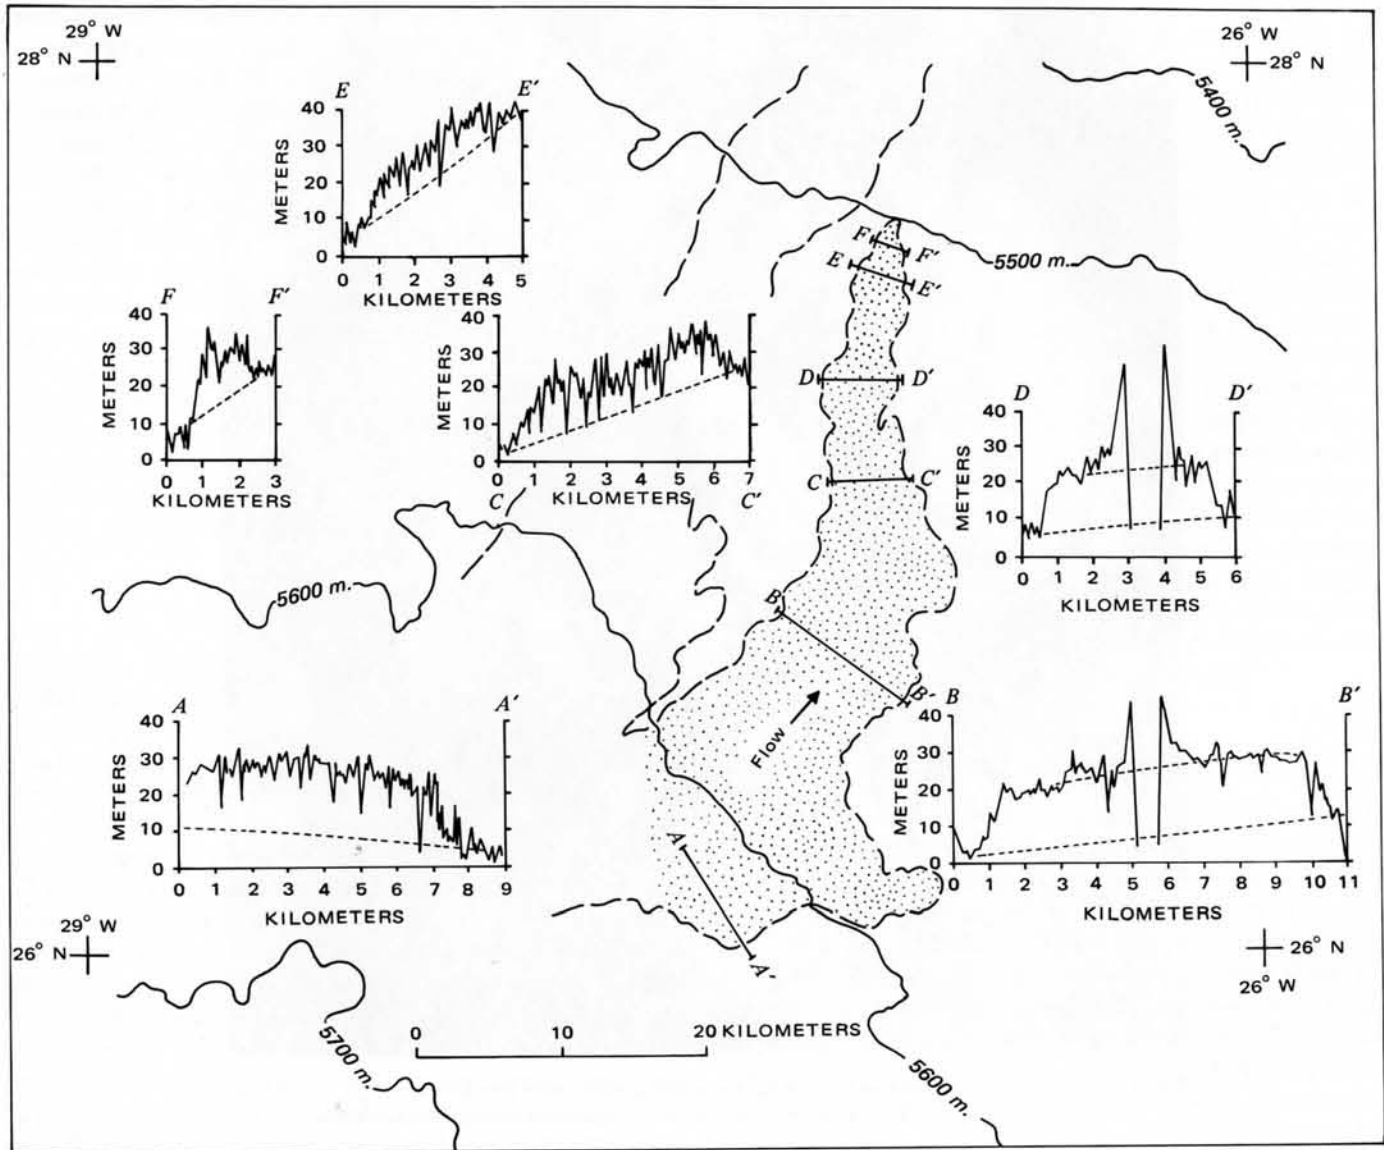 29° W
28° N
26° W
28° N
5400 m.
E E'
40
30
20
10
0
METERS
0 1 2 3 4 5
KILOMETERS
F F'
E E'
5500 m.
F F'
40
30
20
10
0
METERS
0 1 2 3
KILOMETERS
40
30
20
10
0
METERS
0 1 2 3 4 5 6 7
KILOMETERS
C C'
D D'
D D'
40
30
20
10
0
METERS
0 1 2 3 4 5 6
KILOMETERS
C C'
5600 m.
B B'
Flow
A A'
40
30
20
10
0
METERS
0 1 2 3 4 5 6 7 8 9
KILOMETERS
B B'
40
30
20
10
0
METERS
0 1 2 3 4 5 6 7 8 9 10 11
KILOMETERS
A A'
29° W
26° N
26° N
26° W
0 10 20 KILOMETERS
5700 m.
5600 m.